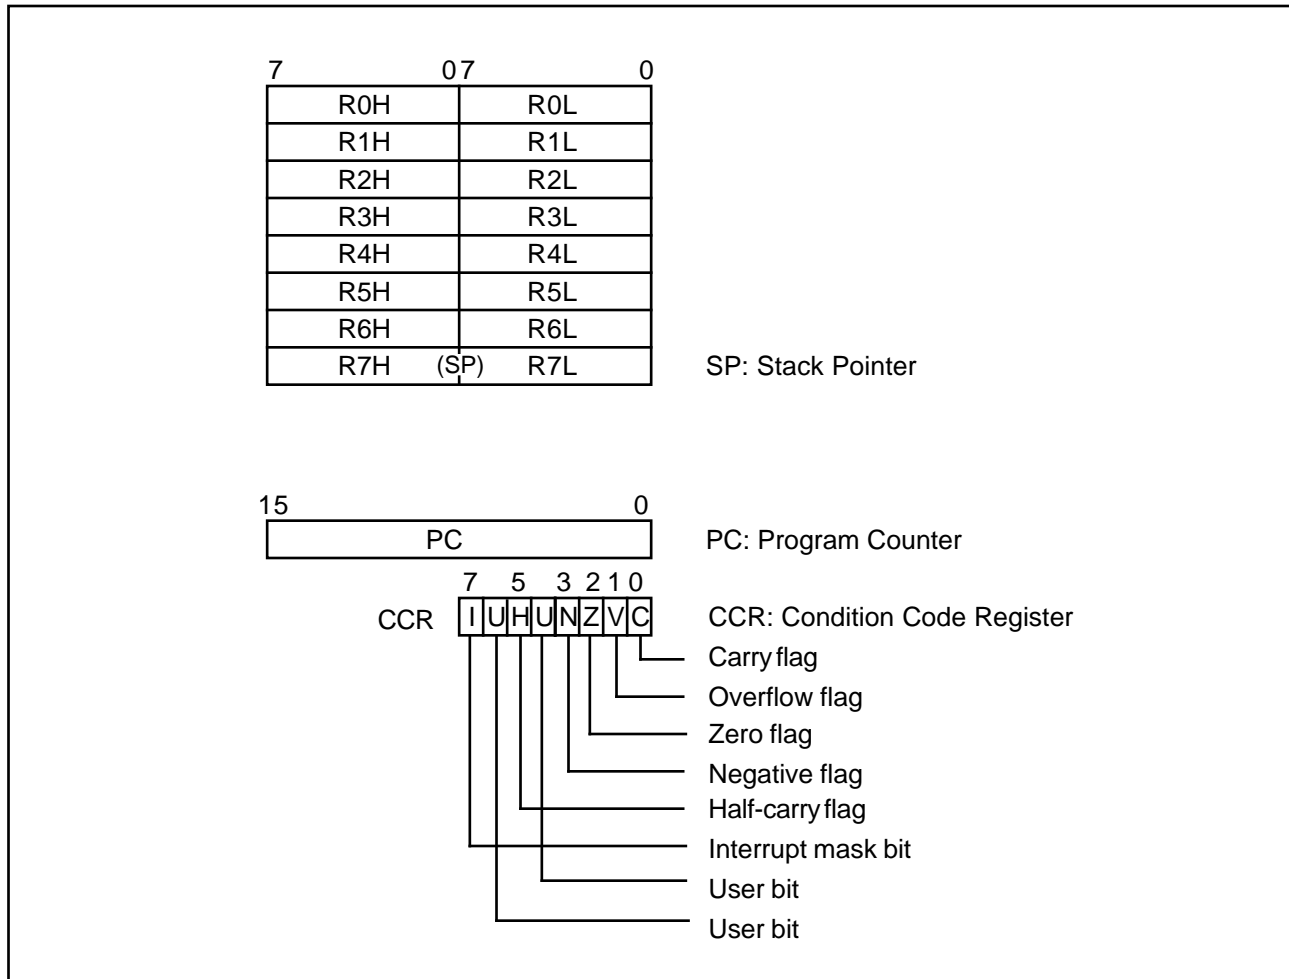 7 0 7 0
R0H R0L
R1H R1L
R2H R2L
R3H R3L
R4H R4L
R5H R5L
R6H R6L
R7H (SP) R7L SP: Stack Pointer
15 0
PC PC: Program Counter
7 5 3 2 1 0
CCR I U H U N Z V C CCR: Condition Code Register
Carry flag
Overflow flag
Zero flag
Negative flag
Half-carry flag
Interrupt mask bit
User bit
User bit